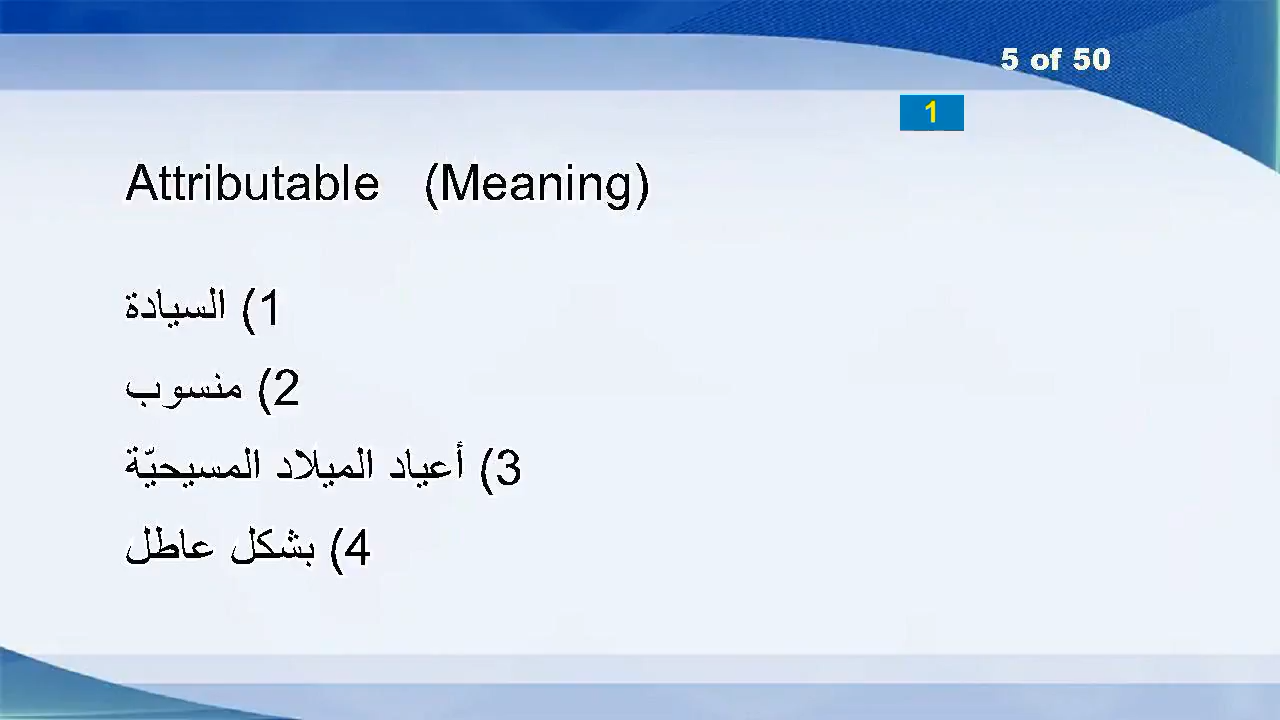 5 of 50
1
Attributable (Meaning)
1) السيادة
2) منسوب
3) أعياد الميلاد المسيحيّة
4) بشكل عاطل